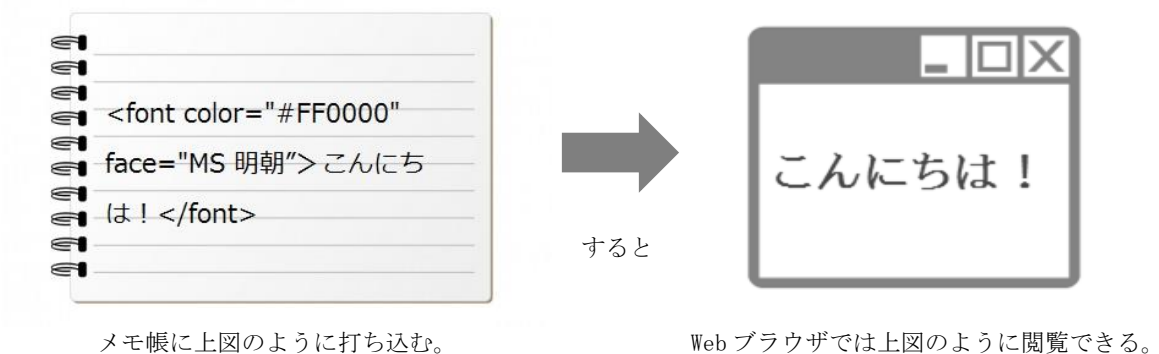 <font color="#FF0000"
face="MS 明朝”>こんにち
は！</font>
すると
こんにちは！
メモ帳に上図のように打ち込む。
Web ブラウザでは上図のように閲覧できる。